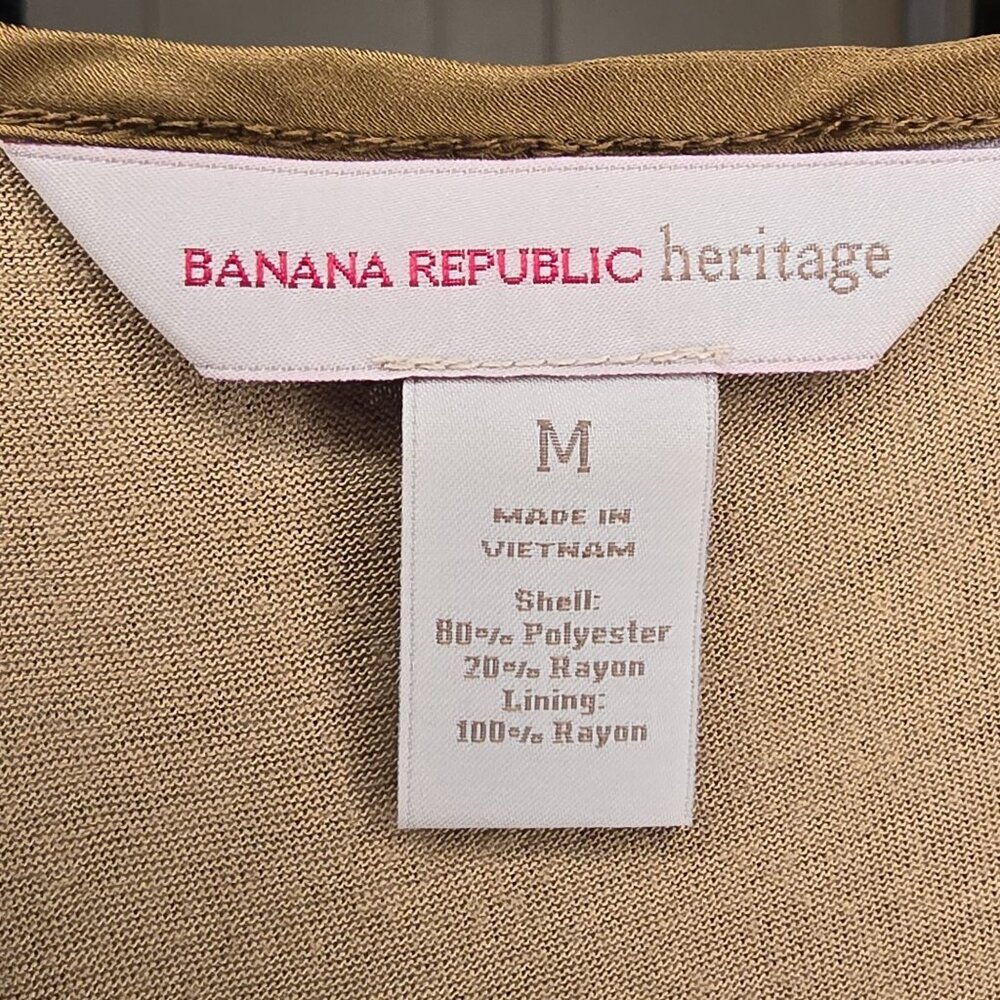 BANANA REPUBLIC heritage
M
MADE IN
VIETNAM
Shell:
80% Polyester
20% Rayon
Lining:
100% Rayon